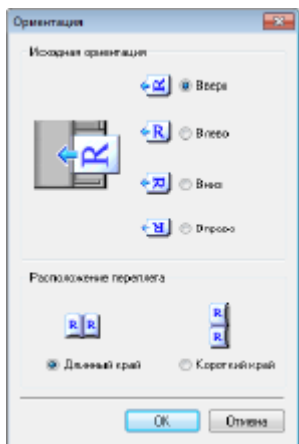 Ориентация
Исходная ориентация
R
Вверх
R
Влево
R
Вниз
R
Вправо
R
Расположение переплета
R R
R
R
Длинный край
Короткий край
OK
Отмена